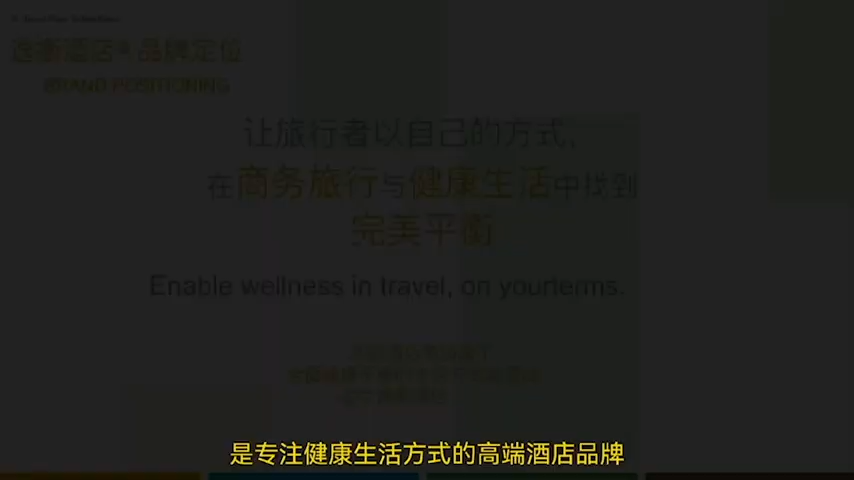 逸衡酒店®品牌定位
BRAND POSITIONING
让旅行者以自己的方式，
在商务旅行与健康生活中找到
完美平衡
Enable wellness in travel, on yourterms.
是专注健康生活方式的高端酒店品牌